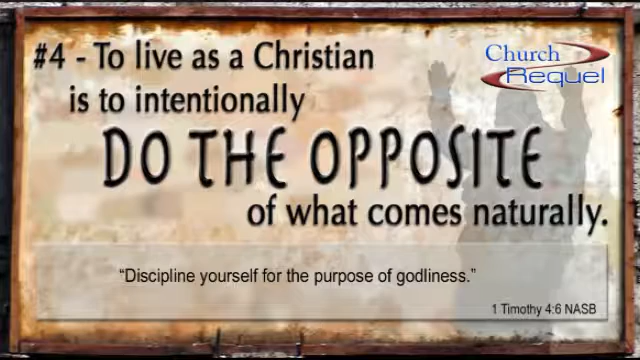 Church
Requel
#4 - To live as a Christian
is to intentionally
DO THE OPPOSITE
of what comes naturally.
“Discipline yourself for the purpose of godliness.”
1 Timothy 4:6 NASB